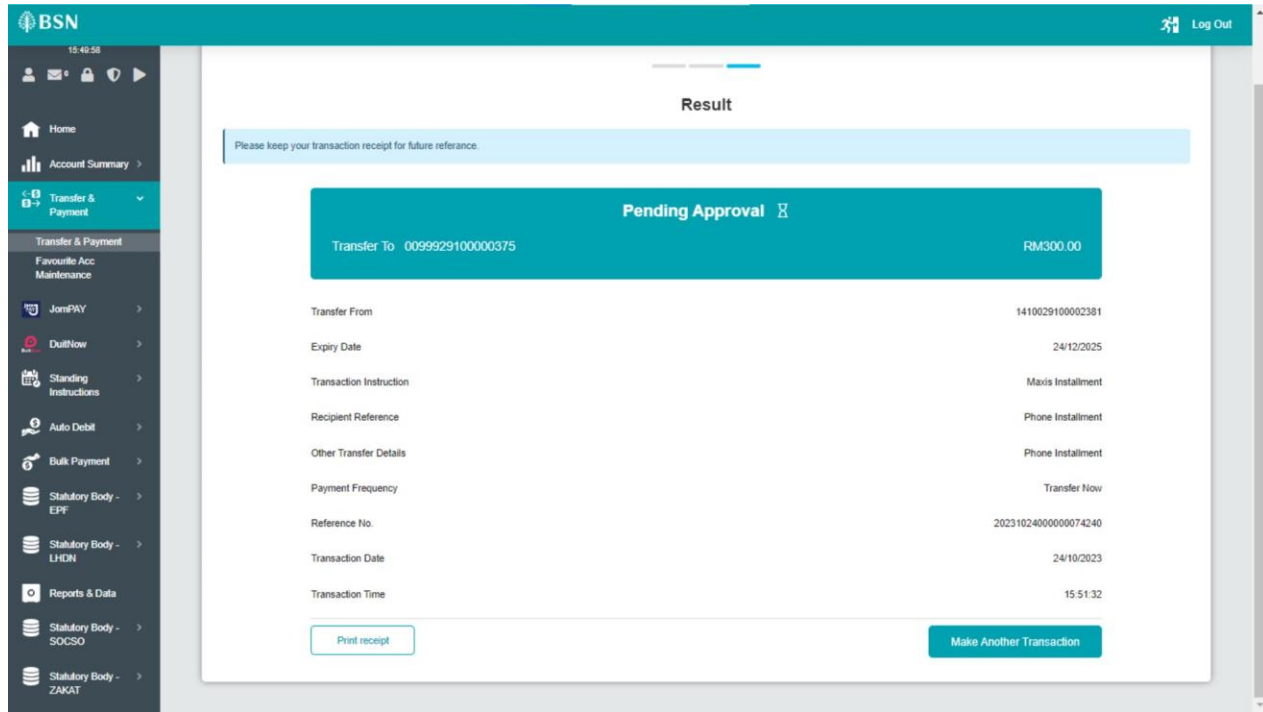 BSN
Log Out
15:49:58
Home
Account Summary
Transfer &
Payment
Transfer & Payment
Favourite Acc
Maintenance
JomPAY
DuitNow
Standing
Instructions
Auto Debit
Bulk Payment
Statutory Body -
EPF
Statutory Body -
LHDN
Reports & Data
Statutory Body -
SOCSO
Statutory Body -
ZAKAT
Result
Please keep your transaction receipt for future referance.
Pending Approval
Transfer To 0099929100000375 RM300.00
Transfer From 1410029100002381
Expiry Date 24/12/2025
Transaction Instruction Maxis Installment
Recipient Reference Phone Installment
Other Transfer Details Phone Installment
Payment Frequency Transfer Now
Reference No. 20231024000000074240
Transaction Date 24/10/2023
Transaction Time 15:51:32
Print receipt Make Another Transaction